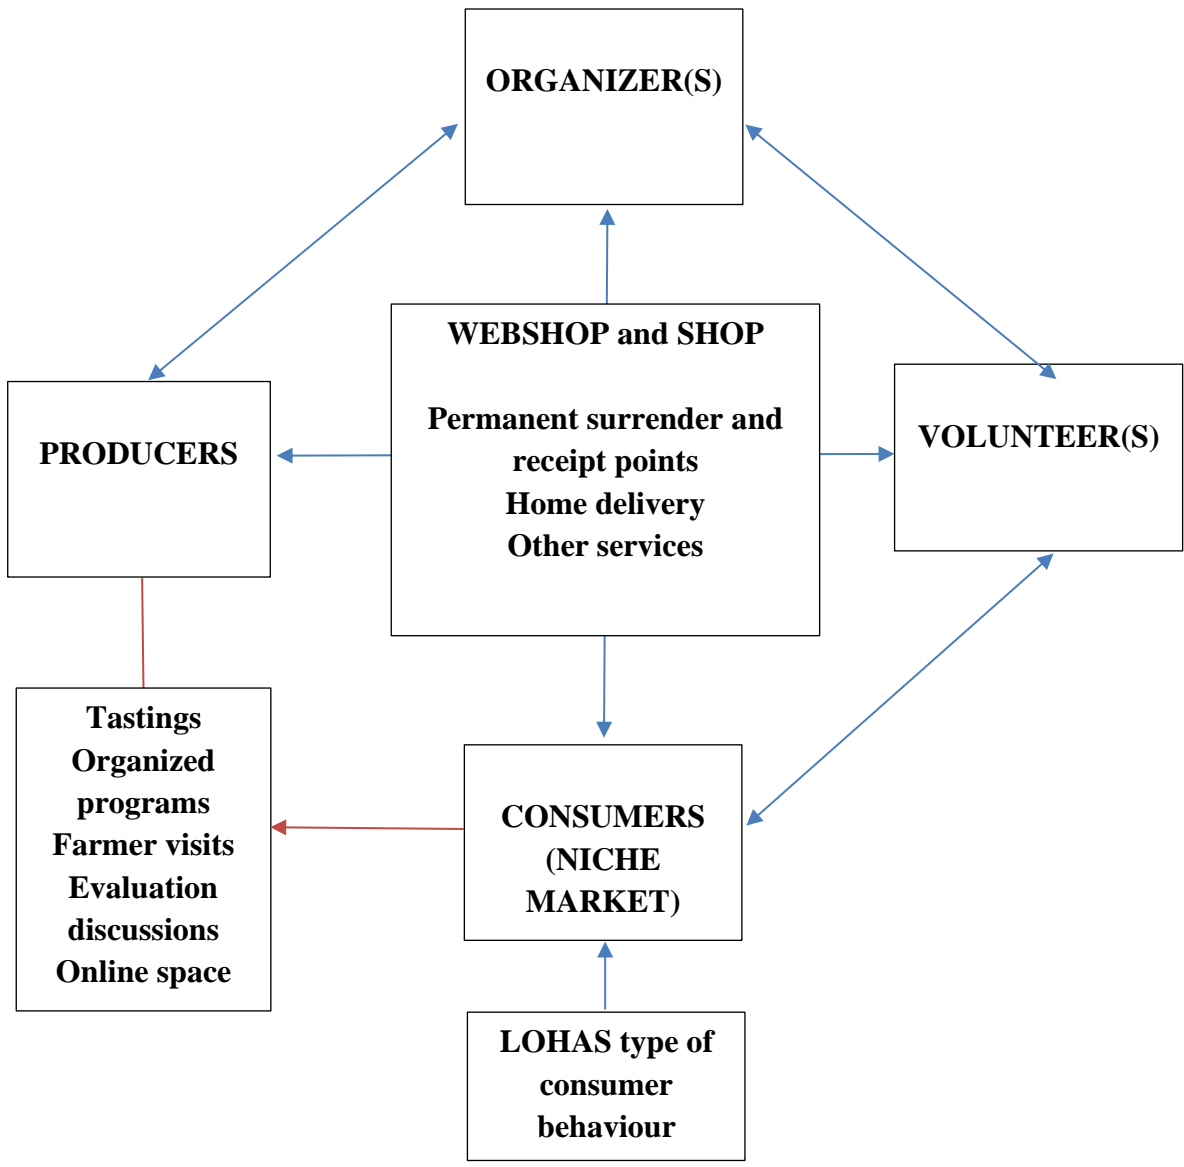 ORGANIZER(S)
WEBSHOP and SHOP
Permanent surrender and
receipt points
Home delivery
Other services
PRODUCERS
VOLUNTEER(S)
Tastings
Organized
programs
Farmer visits
Evaluation
discussions
Online space
CONSUMERS
(NICHE
MARKET)
LOHAS type of
consumer
behaviour